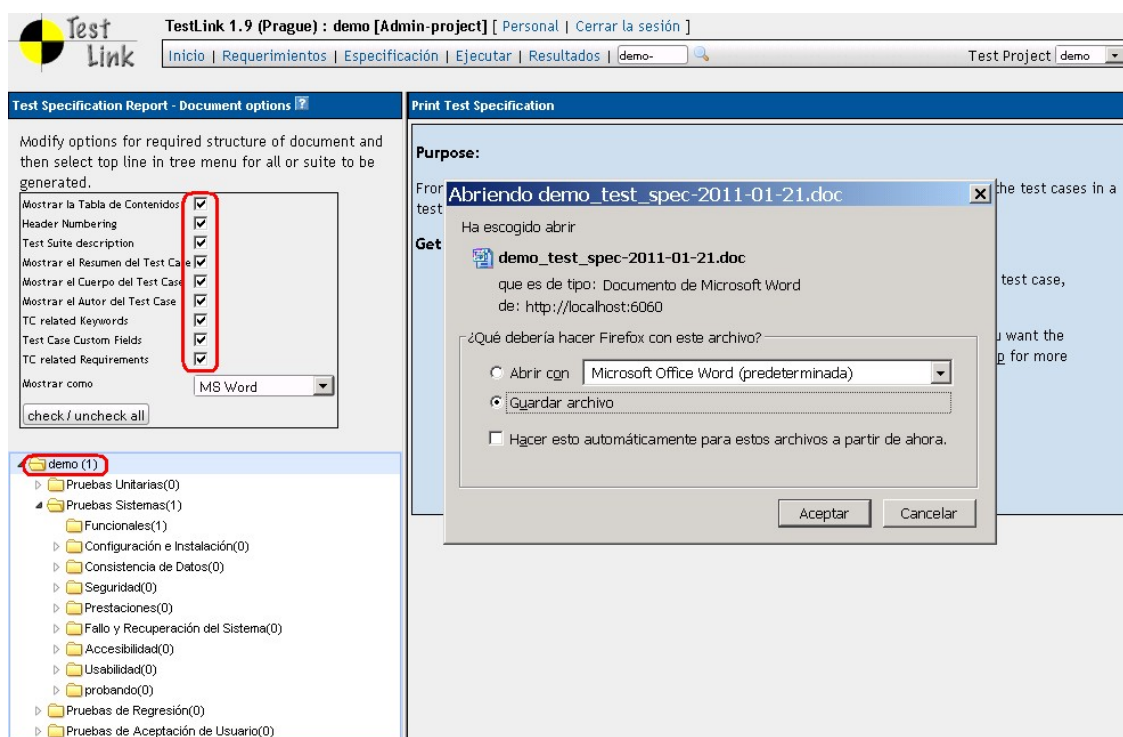 Test Link
TestLink 1.9 (Prague) : demo [Admin-project] [ Personal | Cerrar la sesión ]
Inicio | Requerimientos | Especificación | Ejecutar | Resultados | demo-
Test Project demo
Test Specification Report - Document options ?
Modify options for required structure of document and
then select top line in tree menu for all or suite to be
generated.
Mostrar la Tabla de Contenidos
Header Numbering
Test Suite description
Mostrar el Resumen del Test Case
Mostrar el Cuerpo del Test Case
Mostrar el Autor del Test Case
TC related Keywords
Test Case Custom Fields
TC related Requirements
Mostrar como MS Word
check / uncheck all
demo (1)
Pruebas Unitarias(0)
Pruebas Sistemas(1)
Funcionales(1)
Configuración e Instalación(0)
Consistencia de Datos(0)
Seguridad(0)
Prestaciones(0)
Fallo y Recuperación del Sistema(0)
Accesibilidad(0)
Usabilidad(0)
probando(0)
Pruebas de Regresión(0)
Pruebas de Aceptación de Usuario(0)
Print Test Specification
Purpose:
the test cases in a
test
Get
test case,
want the
for more
Abriendo demo_test_spec-2011-01-21.doc
Ha escogido abrir
demo_test_spec-2011-01-21.doc
que es de tipo: Documento de Microsoft Word
de: http://localhost:6060
¿Qué debería hacer Firefox con este archivo?
Abrir con Microsoft Office Word (predeterminada)
Guardar archivo
Hacer esto automáticamente para estos archivos a partir de ahora.
Aceptar Cancelar